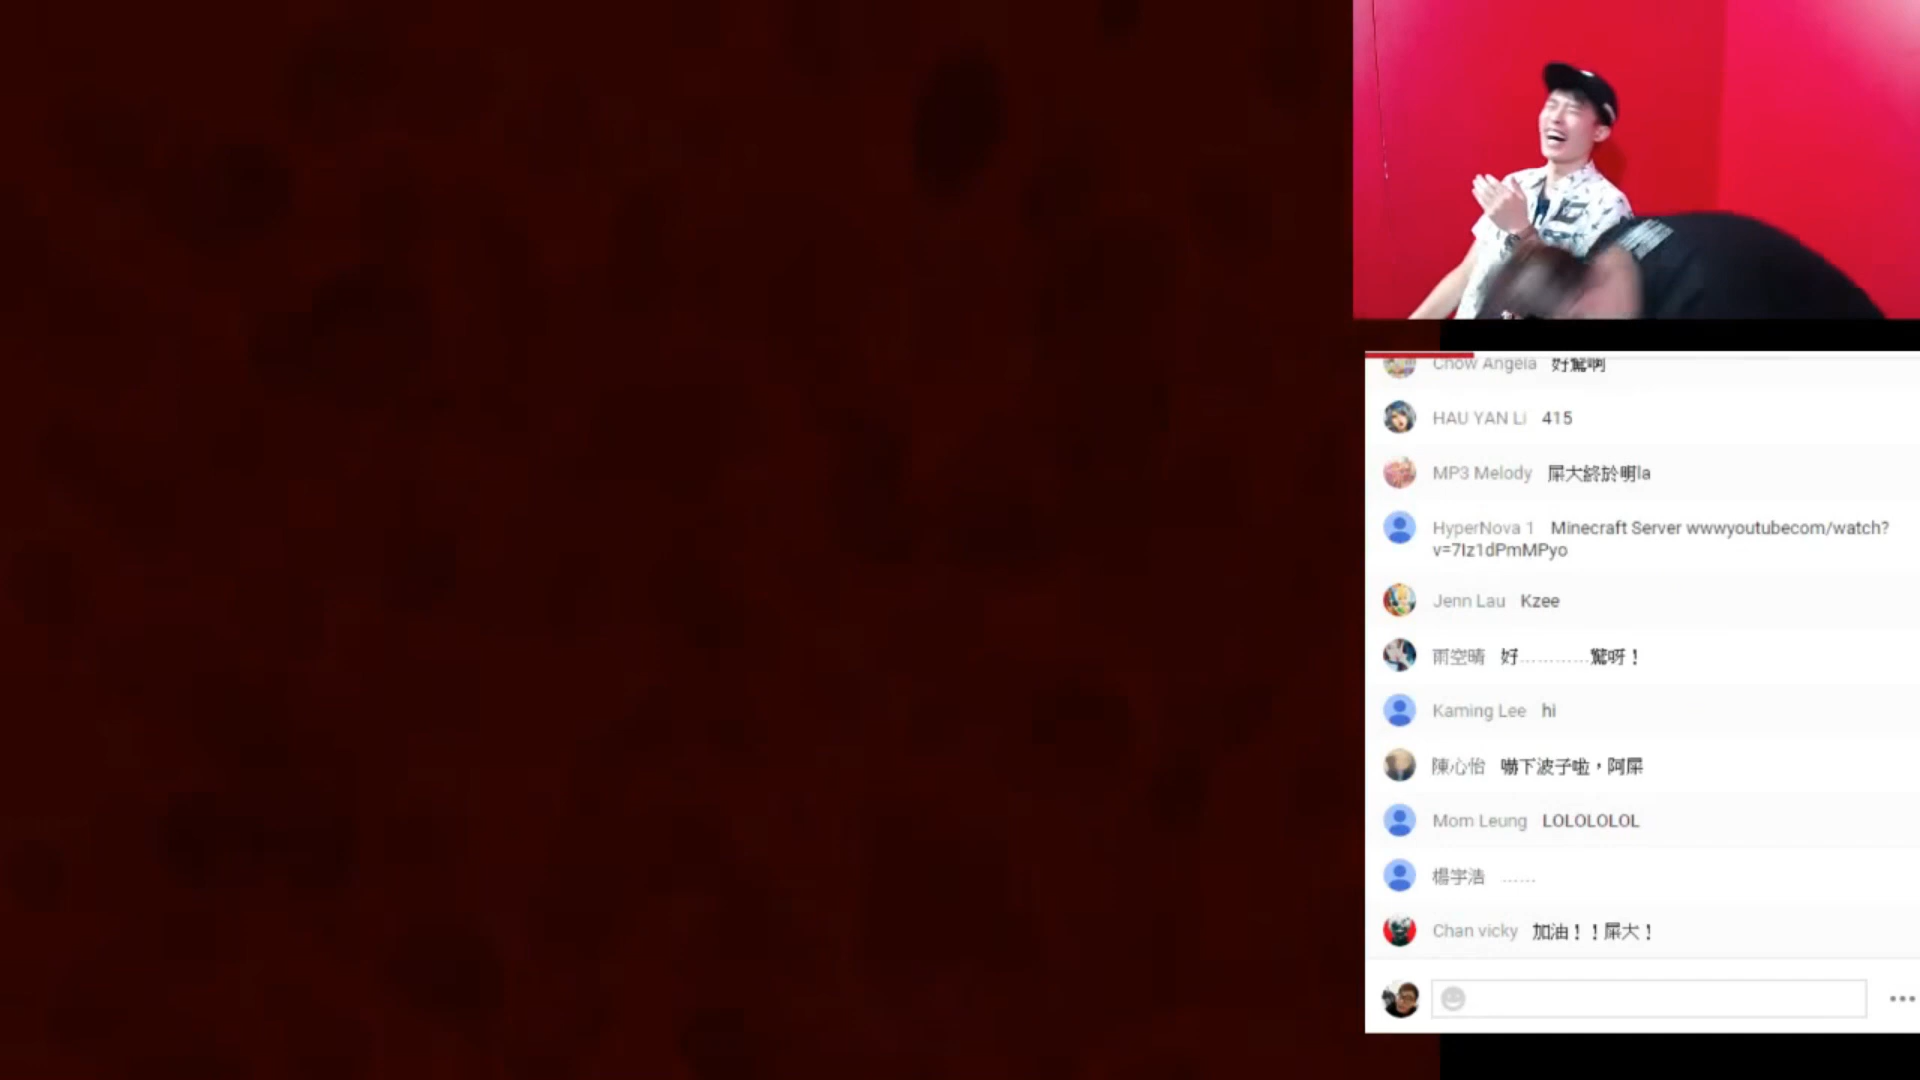 Chow Angela 好驚啊
HAU YAN Li 415
MP3 Melody 屎大終於明la
HyperNova 1 Minecraft Server wwwyoutubecom/watch?
v=7Iz1dPmMPyo
Jenn Lau Kzee
雨空晴 好............驚呀！
Kaming Lee hi
陳心怡 嚇下波子啦，阿屎
Mom Leung LOLOLOLOL
楊宇浩 ......
Chan vicky 加油！！屎大！